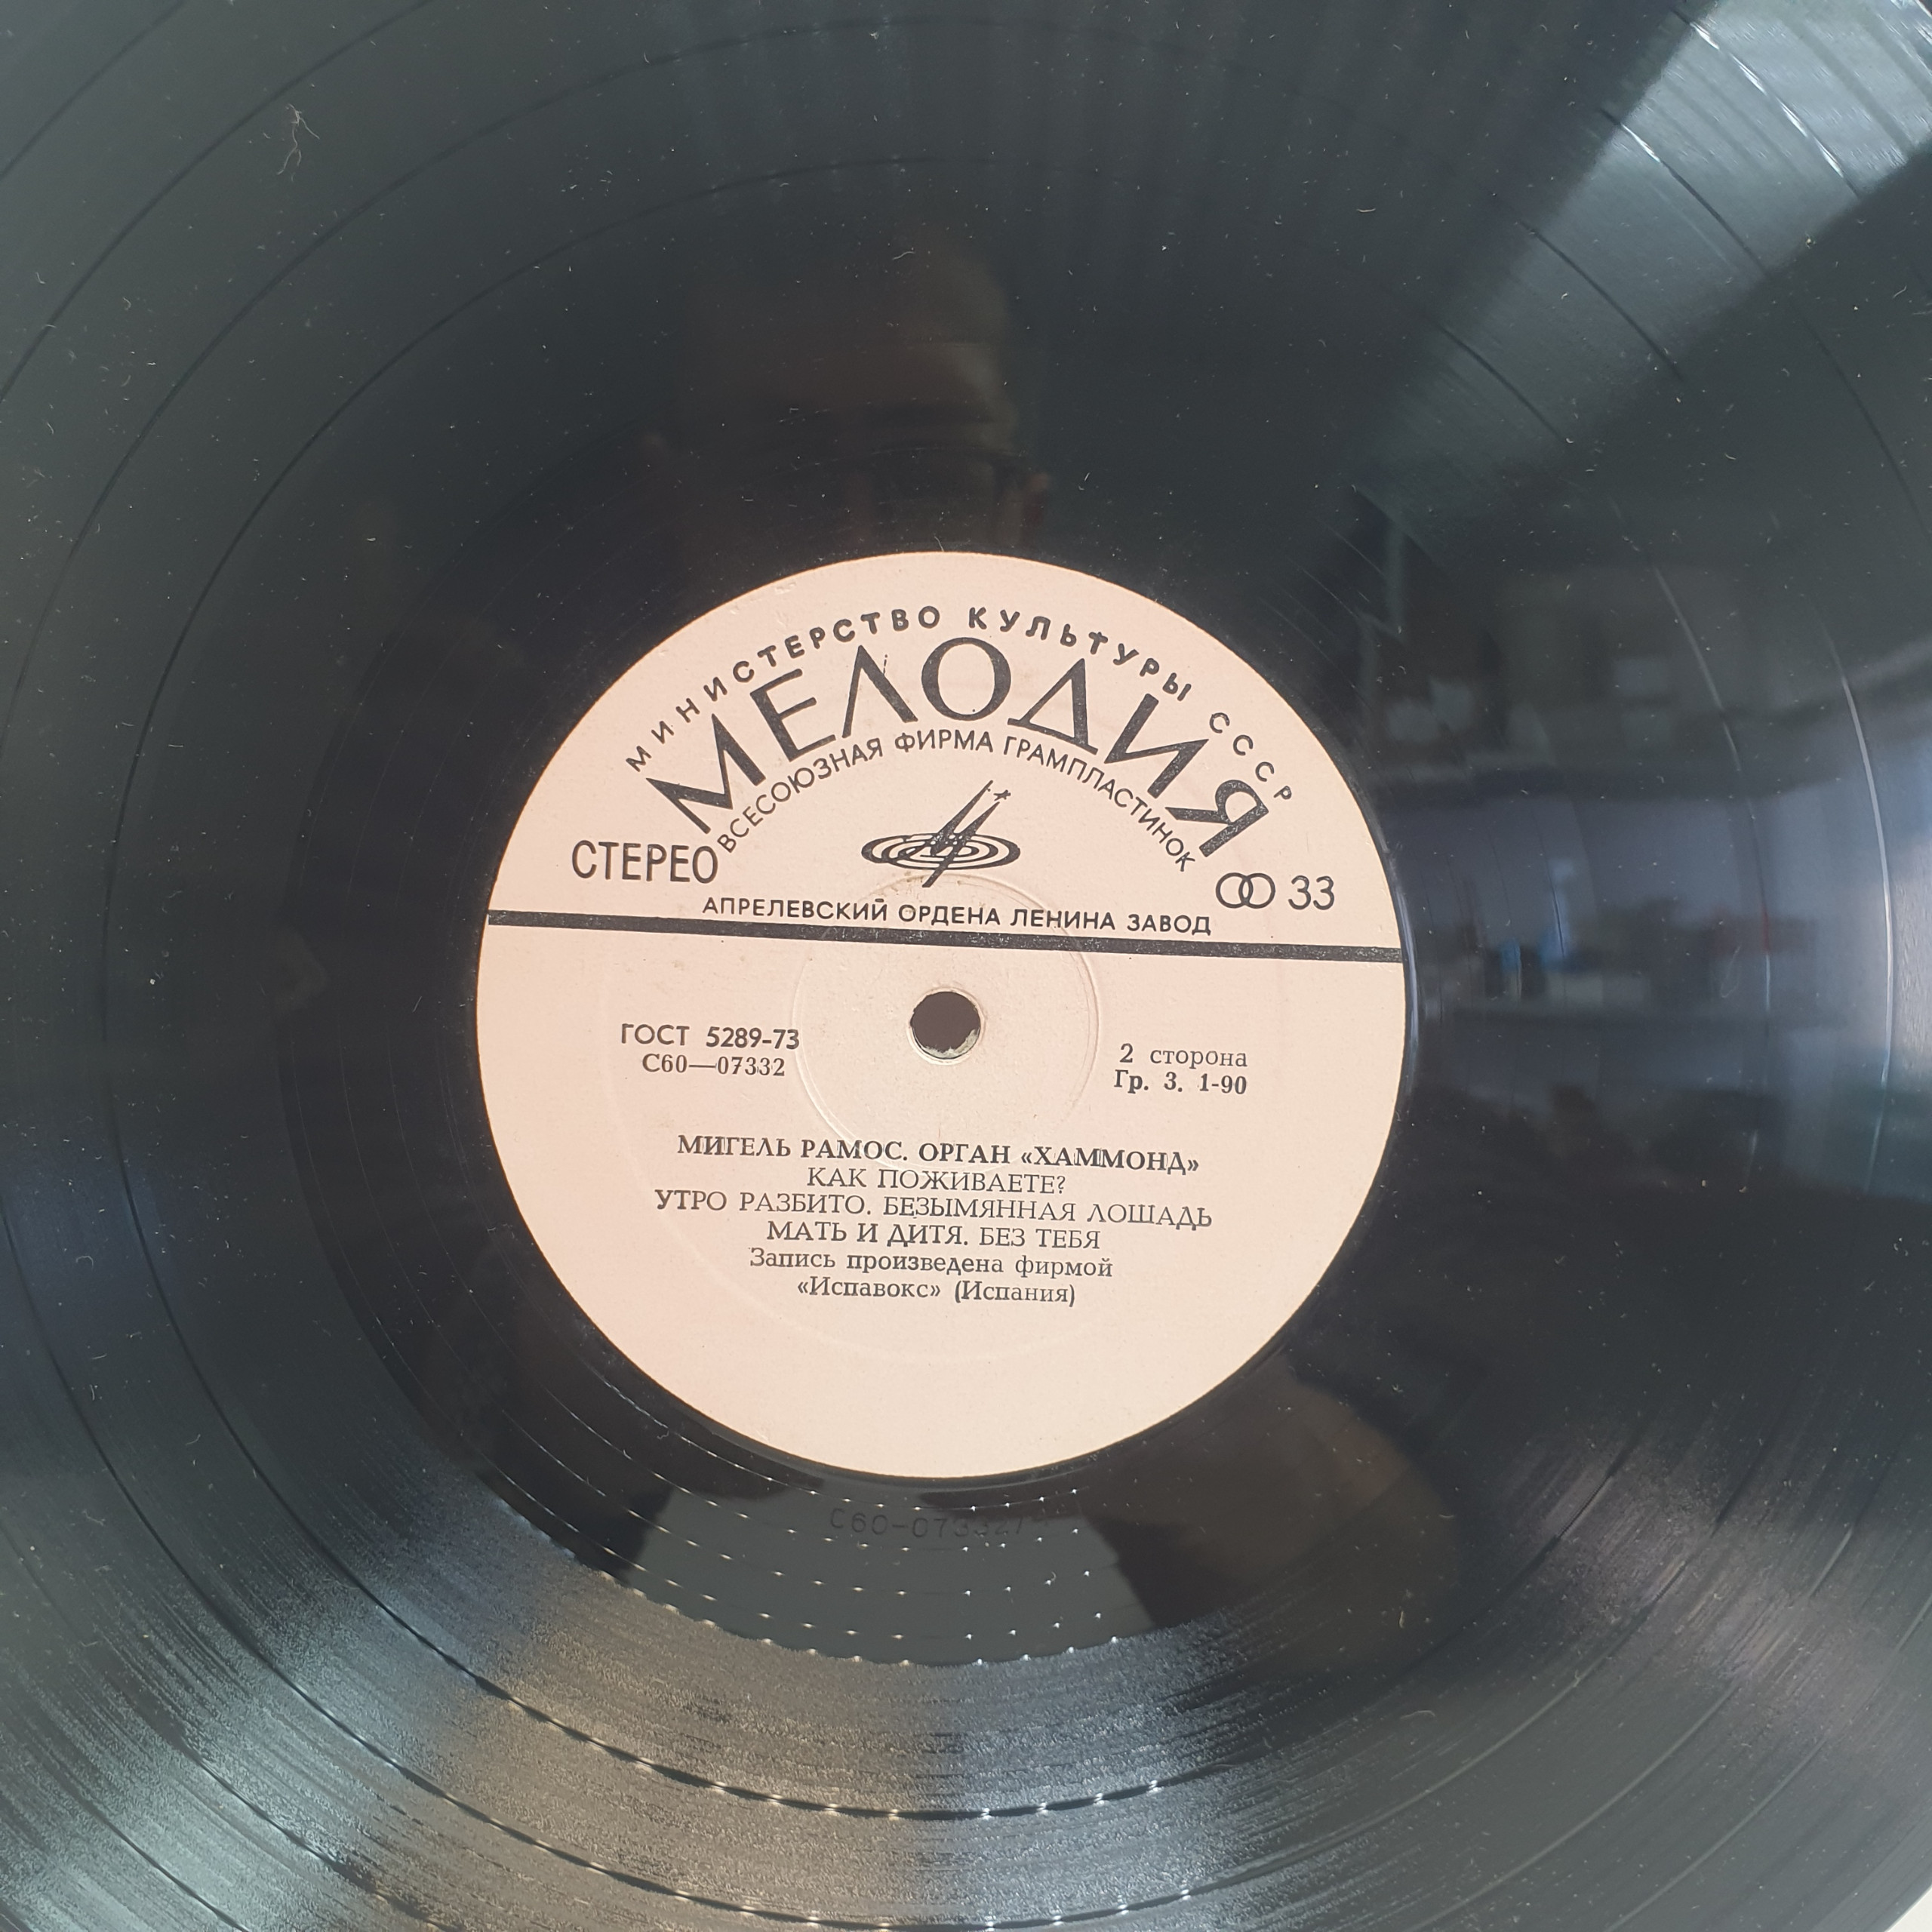 МИНИСТЕРСТВО КУЛЬТУРЫ СССР
МЕЛОДИЯ
ВСЕСОЮЗНАЯ ФИРМА ГРАМПЛАСТИНОК
СТЕРЕО
33
АПРЕЛЕВСКИЙ ОРДЕНА ЛЕНИНА ЗАВОД
ГОСТ 5289-73
С60—07332
2 сторона
Гр. 3. 1-90
МИГЕЛЬ РАМОС. ОРГАН «ХАММОНД»
КАК ПОЖИВАЕТЕ?
УТРО РАЗБИТО. БЕЗЫМЯННАЯ ЛОШАДЬ
МАТЬ И ДИТЯ. БЕЗ ТЕБЯ
Запись произведена фирмой
«Испавокс» (Испания)